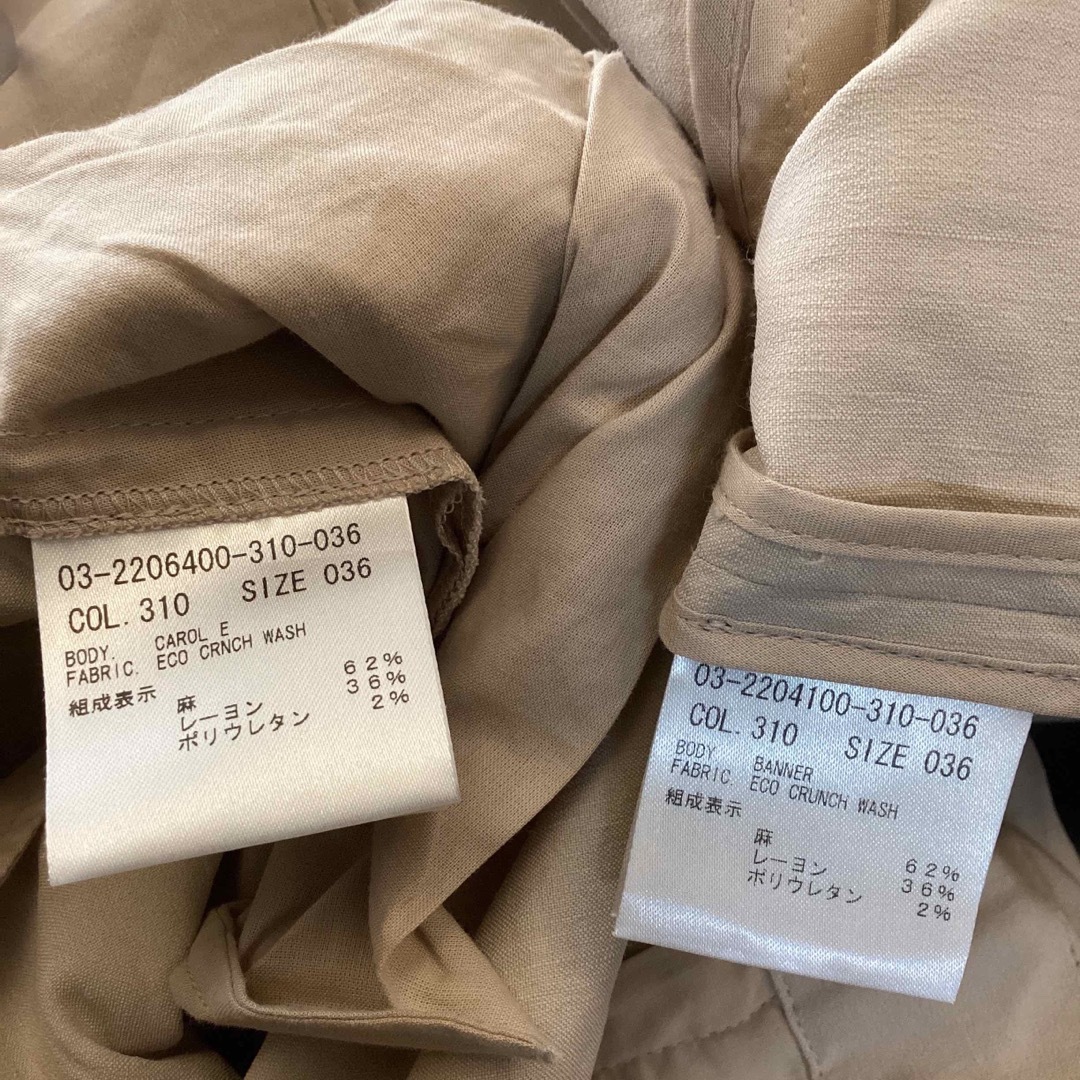 03-2206400-310-036
COL. 310 SIZE 036
BODY. CAROL E
FABRIC. ECO CRNCH WASH
組成表示 麻 62%
レーヨン 36%
ポリウレタン 2%
03-2204100-310-036
COL. 310 SIZE 036
BODY. BANNER
FABRIC. ECO CRUNCH WASH
組成表示
麻 62%
レーヨン 36%
ポリウレタン 2%